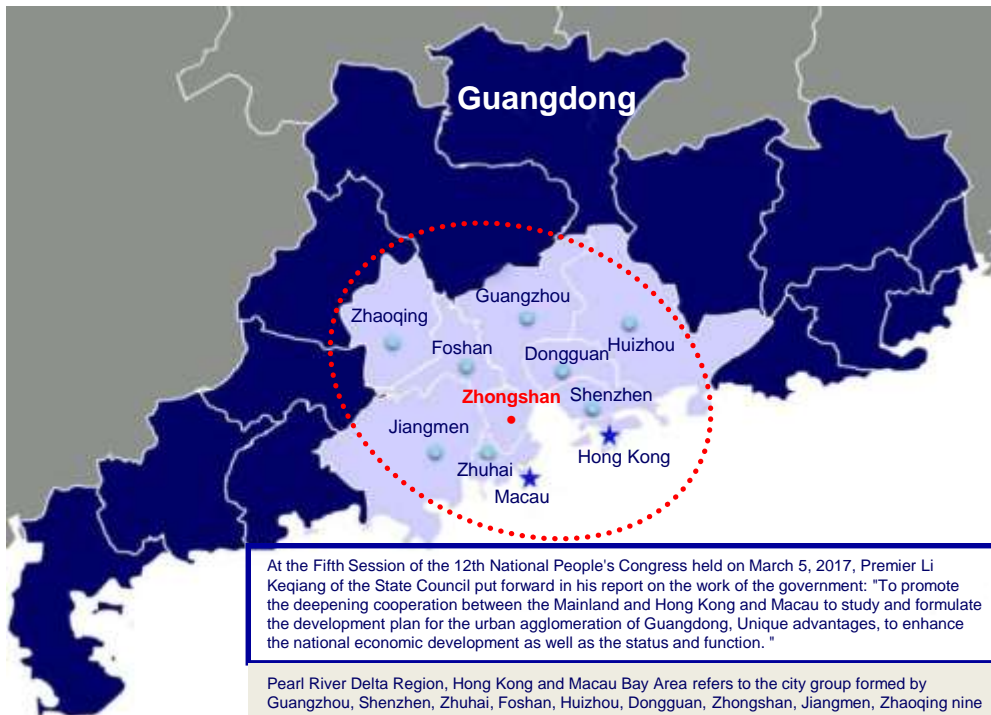 Guangdong
Guangzhou
Zhaoqing
Foshan
Dongguan
Huizhou
Zhongshan
Shenzhen
Jiangmen
Hong Kong
Zhuhai
Macau
At the Fifth Session of the 12th National People's Congress held on March 5, 2017, Premier Li
Keqiang of the State Council put forward in his report on the work of the government: "To promote
the deepening cooperation between the Mainland and Hong Kong and Macau to study and formulate
the development plan for the urban agglomeration of Guangdong, Unique advantages, to enhance
the national economic development as well as the status and function. "
Pearl River Delta Region, Hong Kong and Macau Bay Area refers to the city group formed by
Guangzhou, Shenzhen, Zhuhai, Foshan, Huizhou, Dongguan, Zhongshan, Jiangmen, Zhaoqing nine